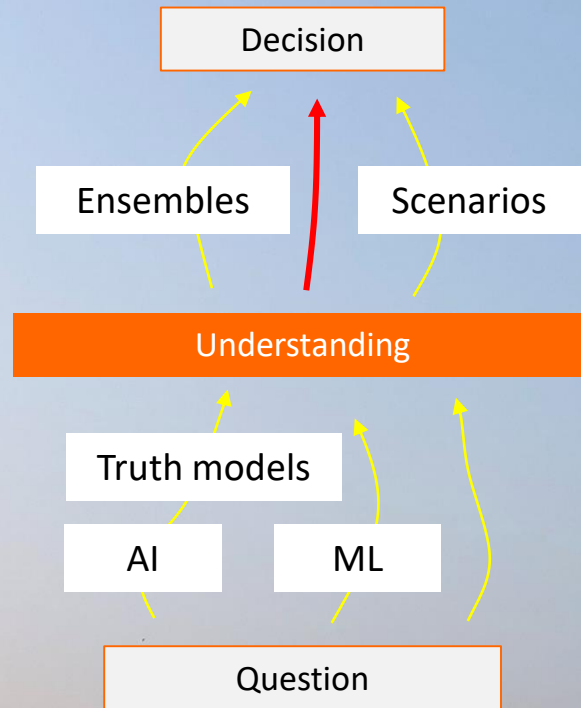 Decision
Ensembles
Scenarios
Understanding
Truth models
AI
ML
Question